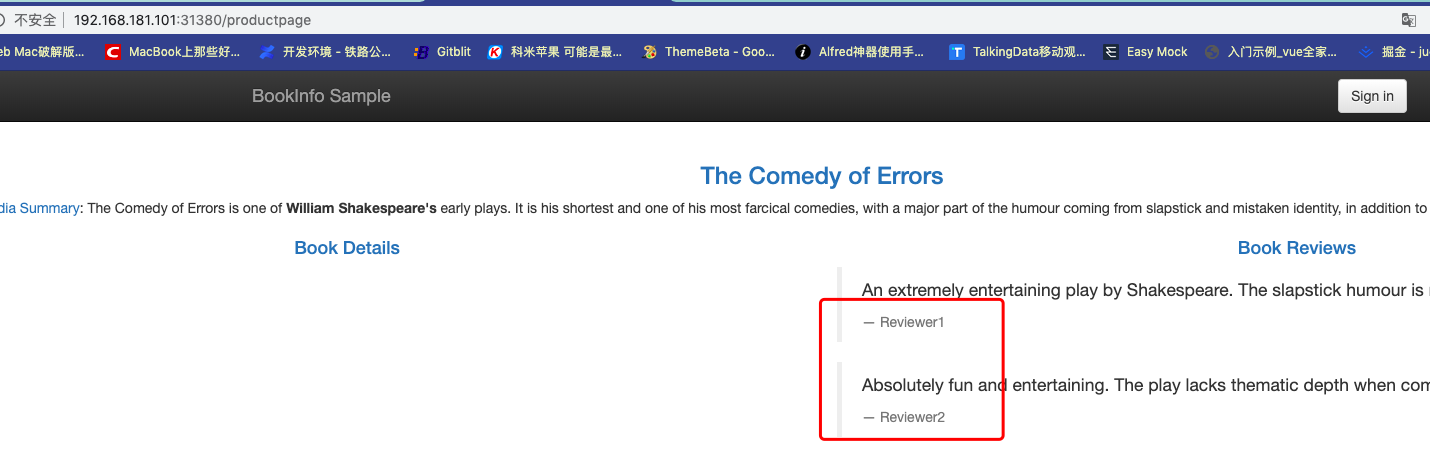 不安全 192.168.181.101:31380/productpage
eb Mac破解版... MacBook上那些好... 开发环境 - 铁路公... Gitblit 科米苹果 可能是最... ThemeBeta - Goo... Alfred神器使用手... TalkingData移动观... Easy Mock 入门示例_vue全家... 掘金 - ju
BookInfo Sample Sign in
The Comedy of Errors
dia Summary: The Comedy of Errors is one of William Shakespeare's early plays. It is his shortest and one of his most farcical comedies, with a major part of the humour coming from slapstick and mistaken identity, in addition to
Book Details Book Reviews
An extremely entertaining play by Shakespeare. The slapstick humour is
— Reviewer1
Absolutely fun and entertaining. The play lacks thematic depth when com
— Reviewer2